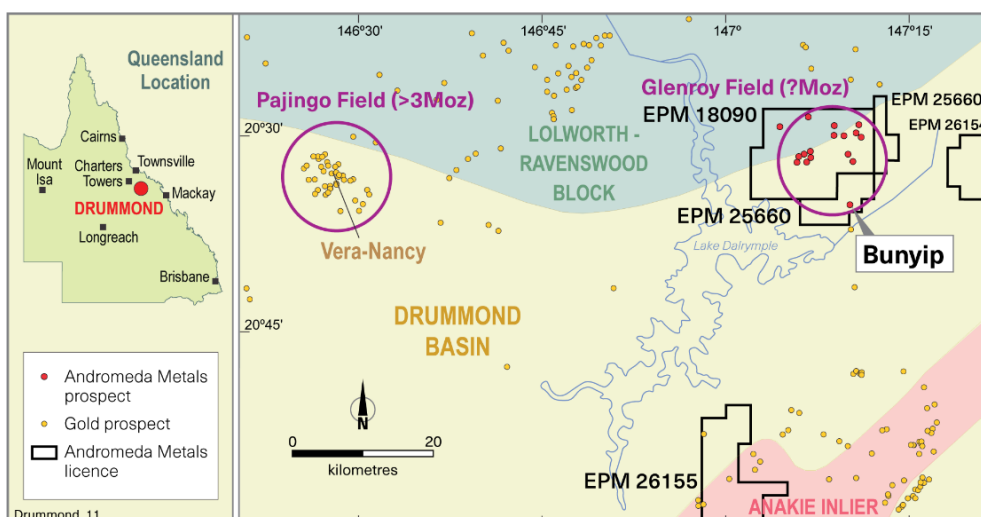 Queensland
Location
Cairns
Mount
Isa
Charters
Towers
Townsville
Mackay
DRUMMOND
Longreach
Brisbane
Andromeda Metals
prospect
Gold prospect
Andromeda Metals
licence
Drummond_11
146°30'
146°45'
147°
147°15'
Pajingo Field (>3Moz)
Glenroy Field (?Moz)
EPM 18090
EPM 25660
EPM 26154
20°30'
LOLWORTH -
RAVENSWOOD
BLOCK
EPM 25660
Vera-Nancy
Lake Dalrymple
Bunyip
20°45'
DRUMMOND
BASIN
N
0
20
kilometres
EPM 26155
ANAKIE INLIER